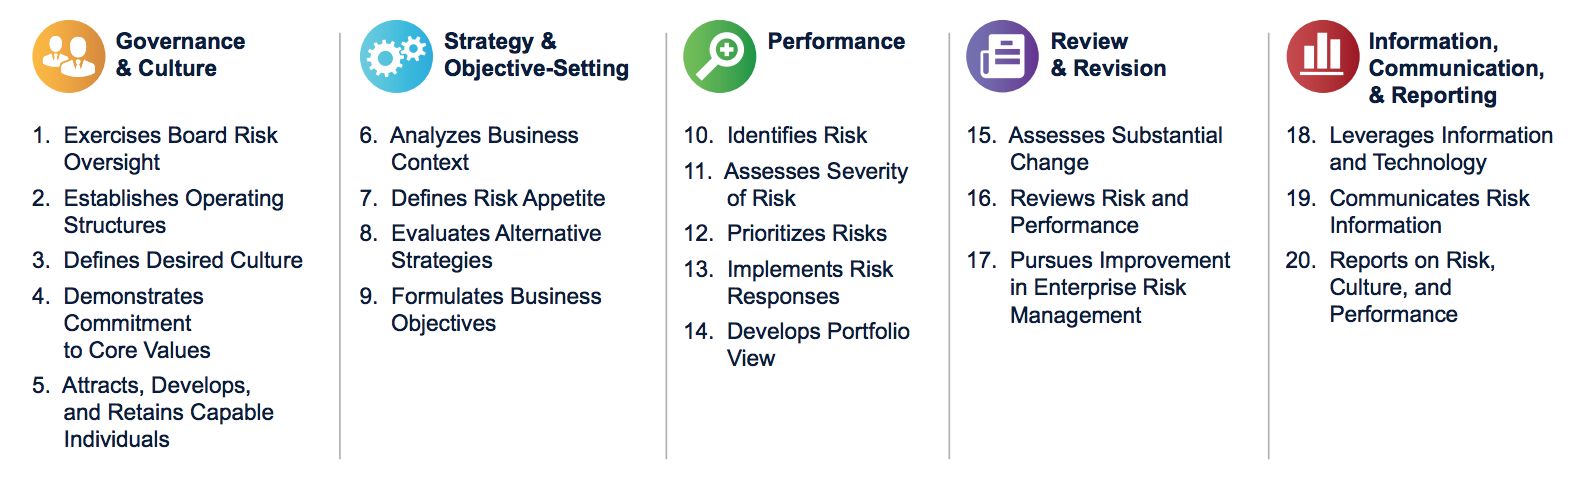 Governance
& Culture
1. Exercises Board Risk
Oversight
2. Establishes Operating
Structures
3. Defines Desired Culture
4. Demonstrates
Commitment
to Core Values
5. Attracts, Develops,
and Retains Capable
Individuals
Strategy &
Objective-Setting
6. Analyzes Business
Context
7. Defines Risk Appetite
8. Evaluates Alternative
Strategies
9. Formulates Business
Objectives
Performance
10. Identifies Risk
11. Assesses Severity
of Risk
12. Prioritizes Risks
13. Implements Risk
Responses
14. Develops Portfolio
View
Review
& Revision
15. Assesses Substantial
Change
16. Reviews Risk and
Performance
17. Pursues Improvement
in Enterprise Risk
Management
Information,
Communication,
& Reporting
18. Leverages Information
and Technology
19. Communicates Risk
Information
20. Reports on Risk,
Culture, and
Performance